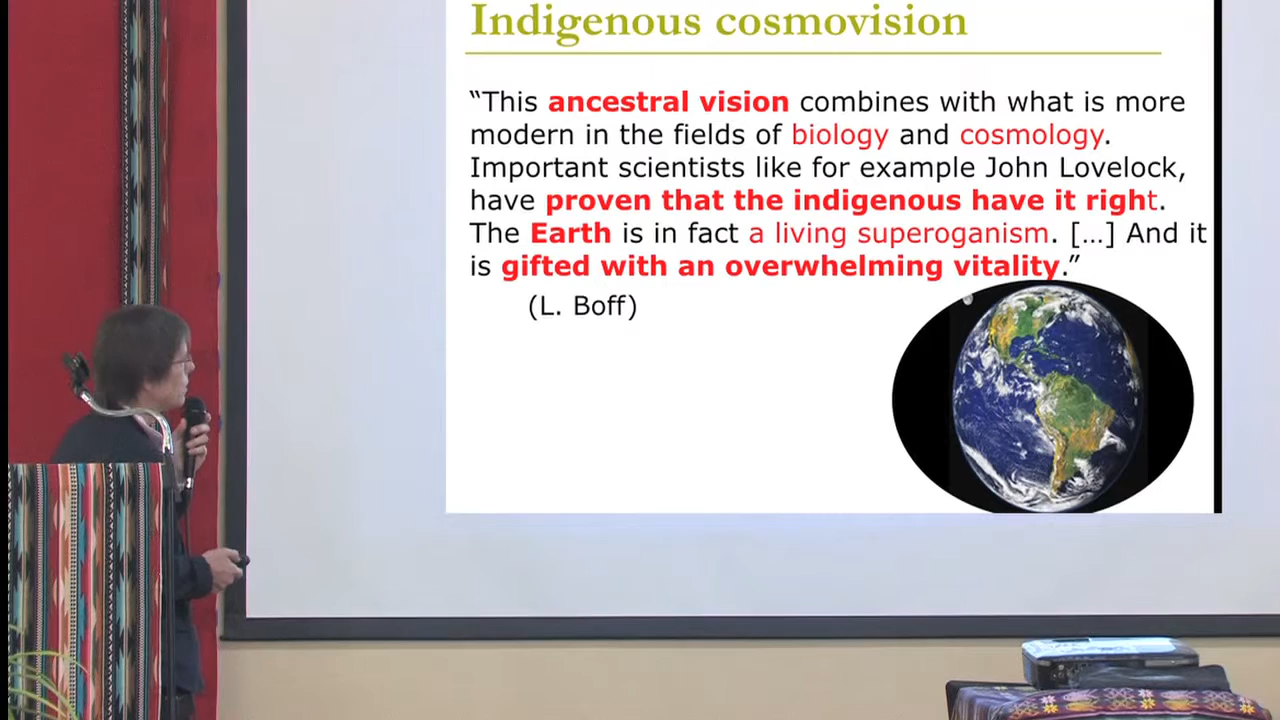 Indigenous cosmovision
“This ancestral vision combines with what is more
modern in the fields of biology and cosmology.
Important scientists like for example John Lovelock,
have proven that the indigenous have it right.
The Earth is in fact a living superoganism. […] And it
is gifted with an overwhelming vitality.”
(L. Boff)